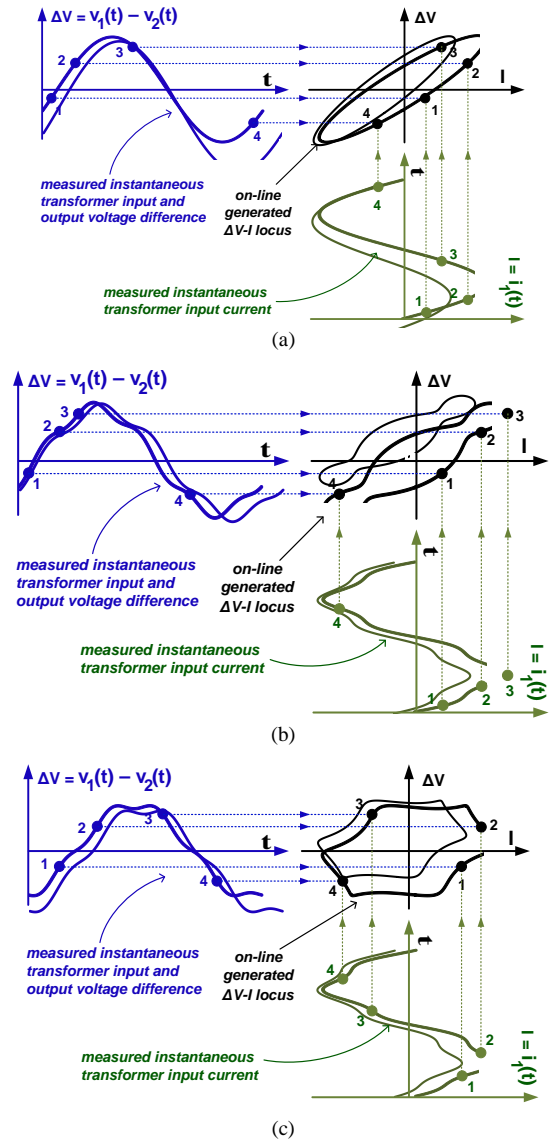 ΔV = v1(t) − v2(t)
ΔV
2
3
3
2
t
I
1
1
4
4
measured instantaneous
transformer input and
output voltage difference
on-line
generated
ΔV-I locus
t
4
3
I = i1(t)
measured instantaneous
transformer input current
1
2
(a)
ΔV = v1(t) − v2(t)
ΔV
3
3
2
2
t
I
1
1
4
4
measured instantaneous
transformer input and
output voltage difference
on-line
generated
ΔV-I locus
t
4
measured instantaneous
transformer input current
I = i1(t)
1
2
3
(b)
ΔV = v1(t) − v2(t)
ΔV
3
2
3
2
t
I
1
1
4
4
measured instantaneous
transformer input and
output voltage difference
on-line
generated
ΔV-I locus
t
4
3
2
I = i1(t)
measured instantaneous
transformer input current
1
(c)